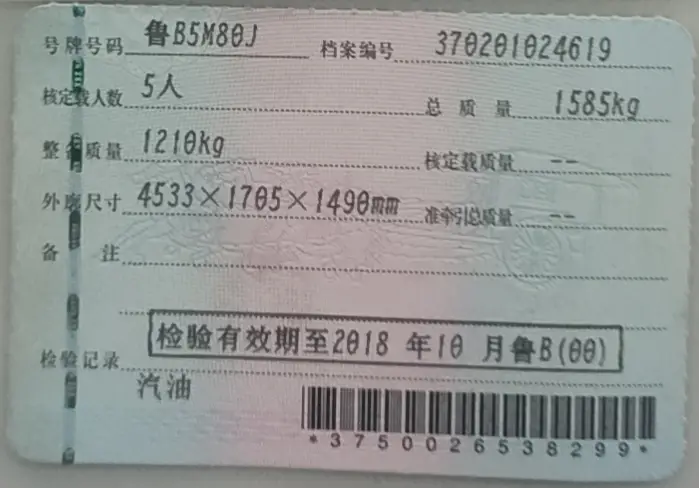 号牌号码 鲁B5M80J 档案编号 370201024619
核定载人数 5人 总质量 1585kg
整备质量 1210kg 核定载质量 --
外廓尺寸 4533×1705×1490mm 准牵引总质量 --
备注
检验有效期至2018年10月鲁B(00)
检验记录
汽油
*3750026538299*